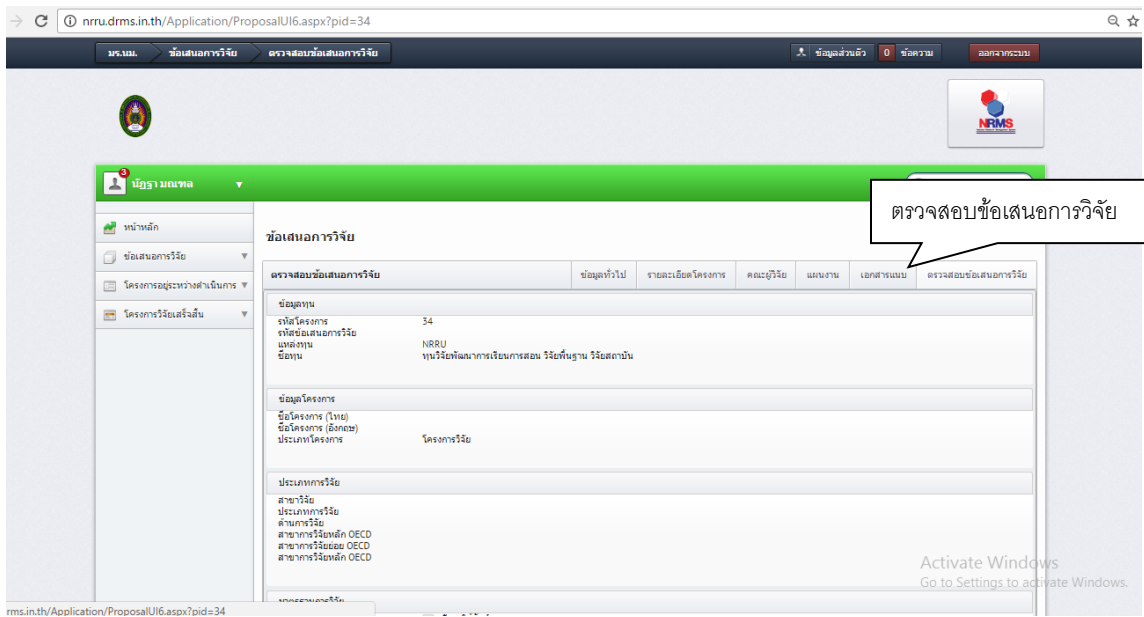 nrru.drms.in.th/Application/ProposalUI6.aspx?pid=34
มร.นม. ข้อเสนอการวิจัย ตรวจสอบข้อเสนอการวิจัย ข้อมูลส่วนตัว 0 ข้อความ ออกจากระบบ
NRMS
3
นัฎฐา มณฑล
ตรวจสอบข้อเสนอการวิจัย
หน้าหลัก
ข้อเสนอการวิจัย
โครงการอยู่ระหว่างดำเนินการ
โครงการวิจัยเสร็จสิ้น
ข้อเสนอการวิจัย
ตรวจสอบข้อเสนอการวิจัย ข้อมูลทั่วไป รายละเอียดโครงการ คณะผู้วิจัย แผนงาน เอกสารแนบ ตรวจสอบข้อเสนอการวิจัย
ข้อมูลทุน
รหัสโครงการ 34
รหัสข้อเสนอการวิจัย
แหล่งทุน NRRU
ชื่อทุน ทุนวิจัยพัฒนาการเรียนการสอน วิจัยพื้นฐาน วิจัยสถาบัน
ข้อมูลโครงการ
ชื่อโครงการ (ไทย)
ชื่อโครงการ (อังกฤษ)
ประเภทโครงการ โครงการวิจัย
ประเภทการวิจัย
สาขาวิจัย
ประเภทการวิจัย
ด้านการวิจัย
สาขาการวิจัยหลัก OECD
สาขาการวิจัยย่อย OECD
สาขาการวิจัยหลัก OECD
Activate Windows
Go to Settings to activate Windows.
มาตรฐานการวิจัย
rms.in.th/Application/ProposalUI6.aspx?pid=34